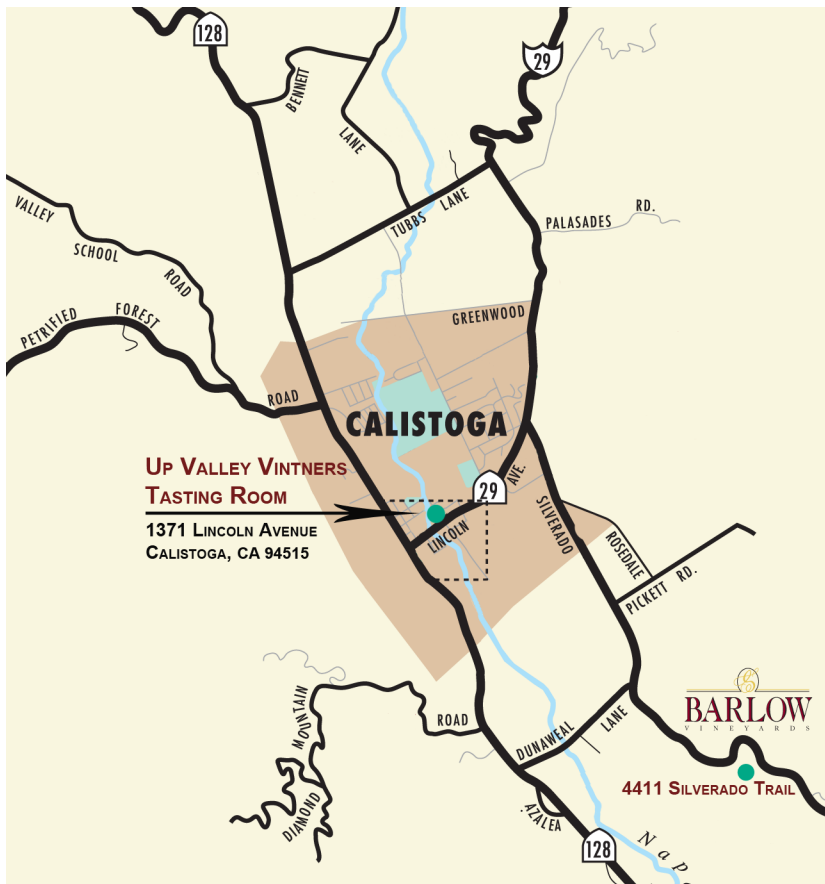 128
29
BENNETT
LANE
TUBBS LANE
VALLEY
SCHOOL
ROAD
PALASADES RD.
PETRIFIED FOREST
ROAD
GREENWOOD
CALISTOGA
UP VALLEY VINTNERS
TASTING ROOM
1371 LINCOLN AVENUE
CALISTOGA, CA 94515
29
AVE.
LINCOLN
SILVERADO
ROSEDALE
PICKETT RD.
MOUNTAIN
DIAMOND
ROAD
DUNAWEAL
LANE
BARLOW
VINEYARDS
4411 SILVERADO TRAIL
AZALEA
128
Nap